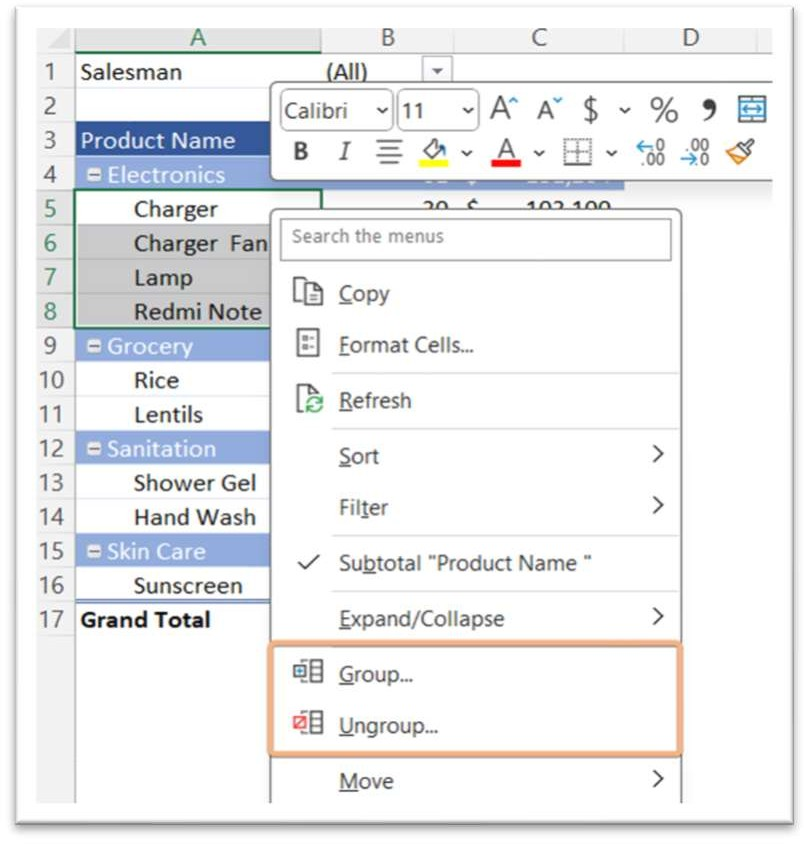 A B C D
1 Salesman (All)
2
Calibri 11 A A $ % 9
B I A .00 .00
3 Product Name
4 Electronics
5 Charger
6 Charger Fan
7 Lamp
8 Redmi Note
9 Grocery
10 Rice
11 Lentils
12 Sanitation
13 Shower Gel
14 Hand Wash
15 Skin Care
16 Sunscreen
17 Grand Total
Search the menus
Copy
Format Cells...
Refresh
Sort
Filter
Subtotal "Product Name "
Expand/Collapse
Group...
Ungroup...
Move